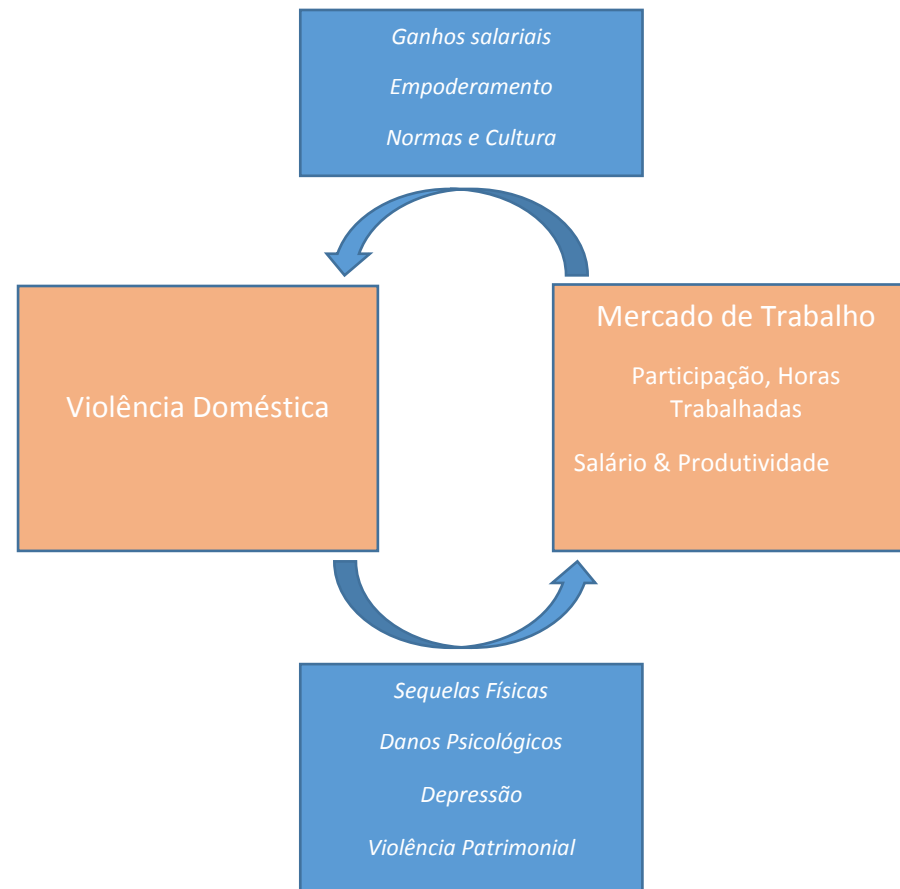 Ganhos salariais
Empoderamento
Normas e Cultura
Violência Doméstica
Mercado de Trabalho
Participação, Horas
Trabalhadas
Salário & Produtividade
Sequelas Físicas
Danos Psicológicos
Depressão
Violência Patrimonial